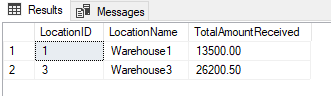 Results Messages
LocationID LocationName TotalAmountReceived
1 1 Warehouse1 13500.00
2 3 Warehouse3 26200.50